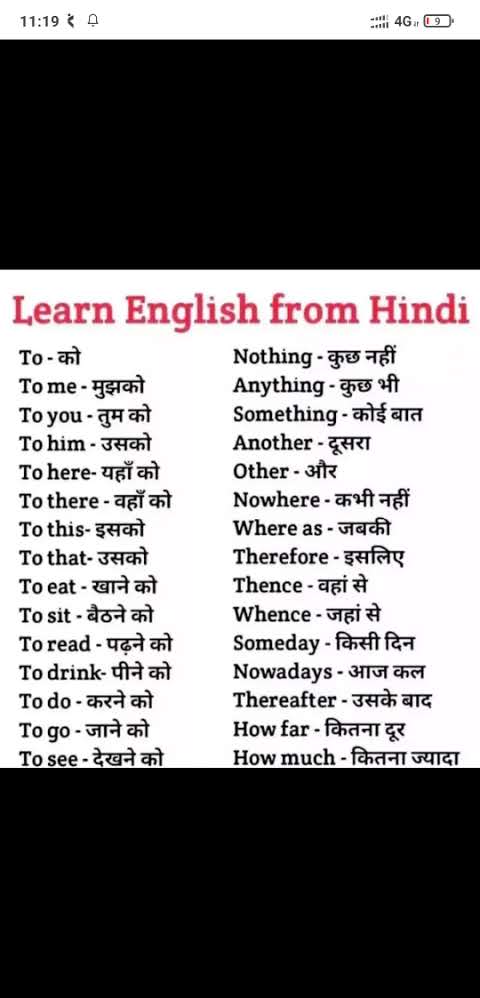 11:19
4G
9
Learn English from Hindi
To - को
To me - मुझको
To you - तुम को
To him - उसको
To here- यहाँ को
To there - वहाँ को
To this- इसको
To that- उसको
To eat - खाने को
To sit - बैठने को
To read - पढ़ने को
To drink- पीने को
To do - करने को
To go - जाने को
To see - देखने को
Nothing - कुछ नहीं
Anything - कुछ भी
Something - कोई बात
Another - दूसरा
Other - और
Nowhere - कभी नहीं
Where as - जबकी
Therefore - इसलिए
Thence - वहां से
Whence - जहां से
Someday - किसी दिन
Nowadays - आज कल
Thereafter - उसके बाद
How far - कितना दूर
How much - कितना ज्यादा